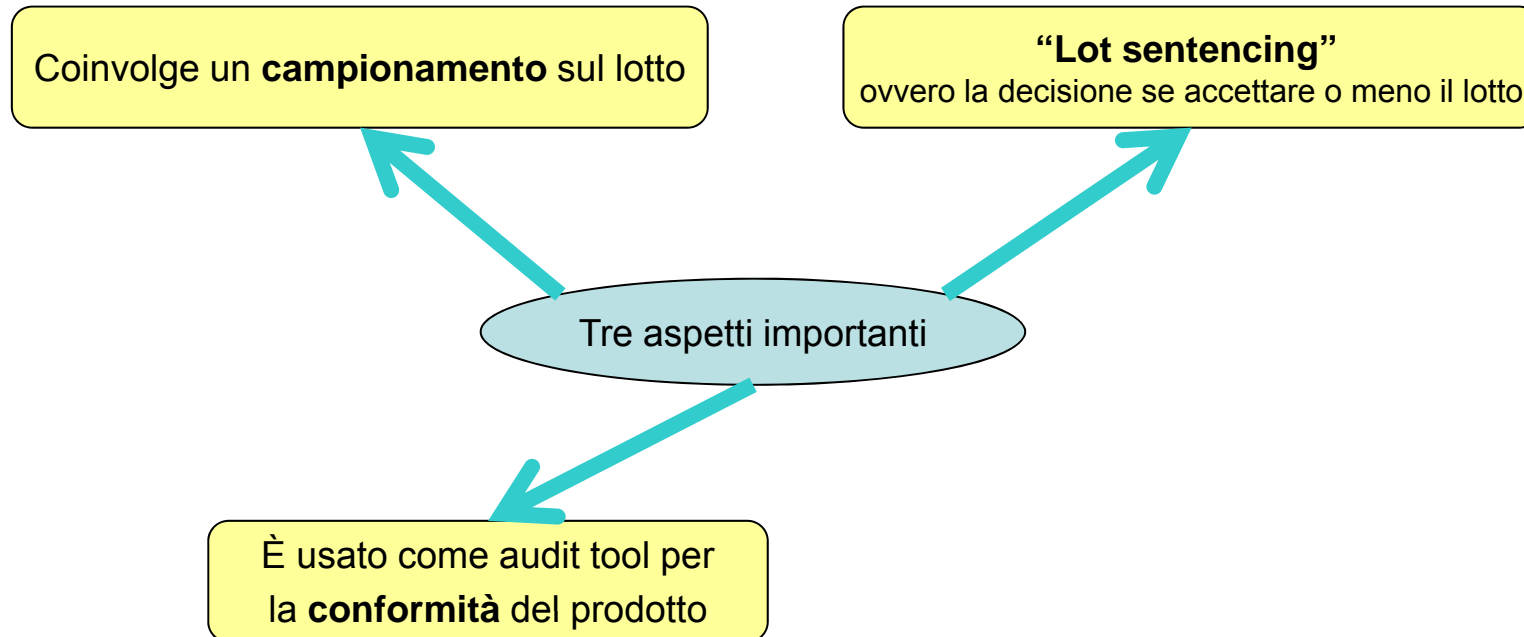 Coinvolge un campionamento sul lotto
“Lot sentencing”
ovvero la decisione se accettare o meno il lotto
Tre aspetti importanti
È usato come audit tool per
la conformità del prodotto